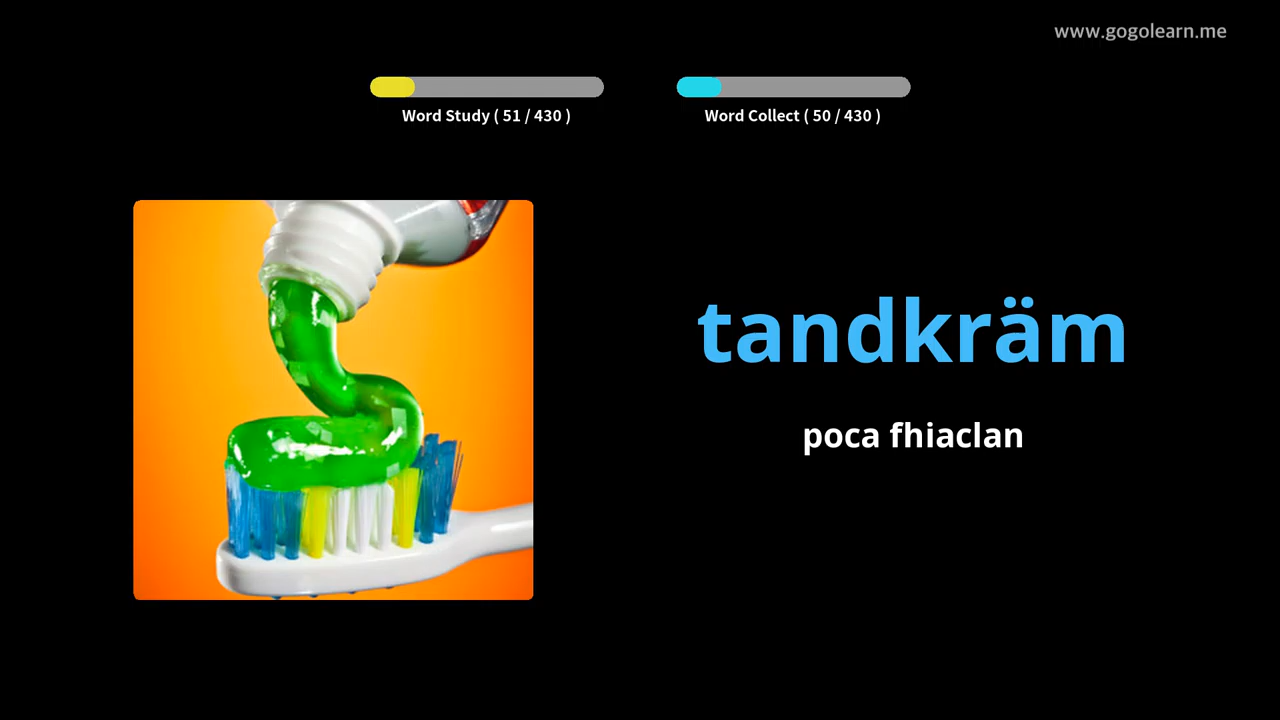 www.gogolearn.me
Word Study ( 51 / 430 )
Word Collect ( 50 / 430 )
tandkräm
poca fhiaclan